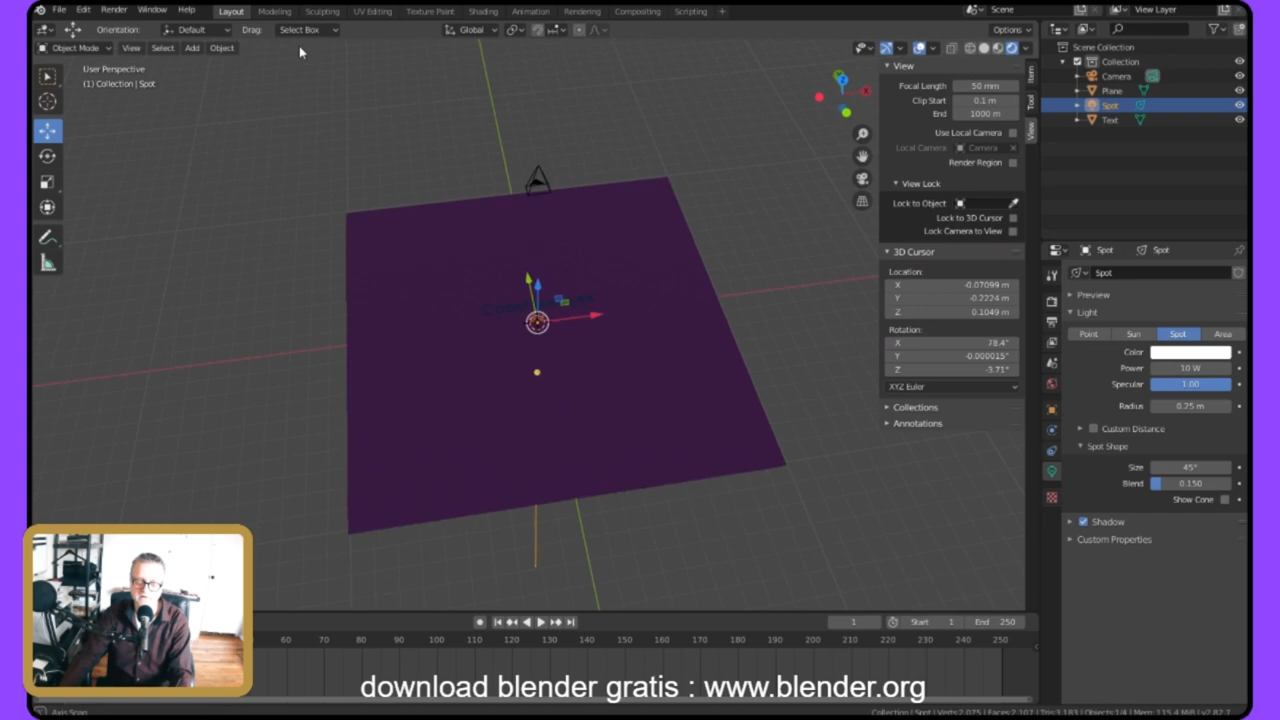 File Edit Render Window Help Layout Modeling Sculpting UV Editing Texture Paint Shading Animation Rendering Compositing Scripting + Scene View Layer
Orientation: Default Drag: Select Box Global Options
Object Mode View Select Add Object
User Perspective
(1) Collection | Spot
View
Focal Length 50 mm
Clip Start 0.1 m
End 1000 m
Use Local Camera
Local Camera Camera
Render Region
View Lock
Lock to Object
Lock to 3D Cursor
Lock Camera to View
3D Cursor
Location:
X -0.07099 m
Y -0.2224 m
Z 0.1049 m
Rotation:
X 78.4°
Y -0.000015°
Z -3.71°
XYZ Euler
Collections
Annotations
Item
Tool
View
Scene Collection
Collection
Camera
Plane
Spot
Text
Spot Spot
Spot
Preview
Light
Point Sun Spot Area
Color
Power 10 W
Specular 1.00
Radius 0.25 m
Custom Distance
Spot Shape
Size 45°
Blend 0.150
Show Cone
Shadow
Custom Properties
1 Start 1 End 250
60 70 80 90 100 110 120 130 140 150 160 170 180 190 200 210 220 230 240 250
download blender gratis : www.blender.org